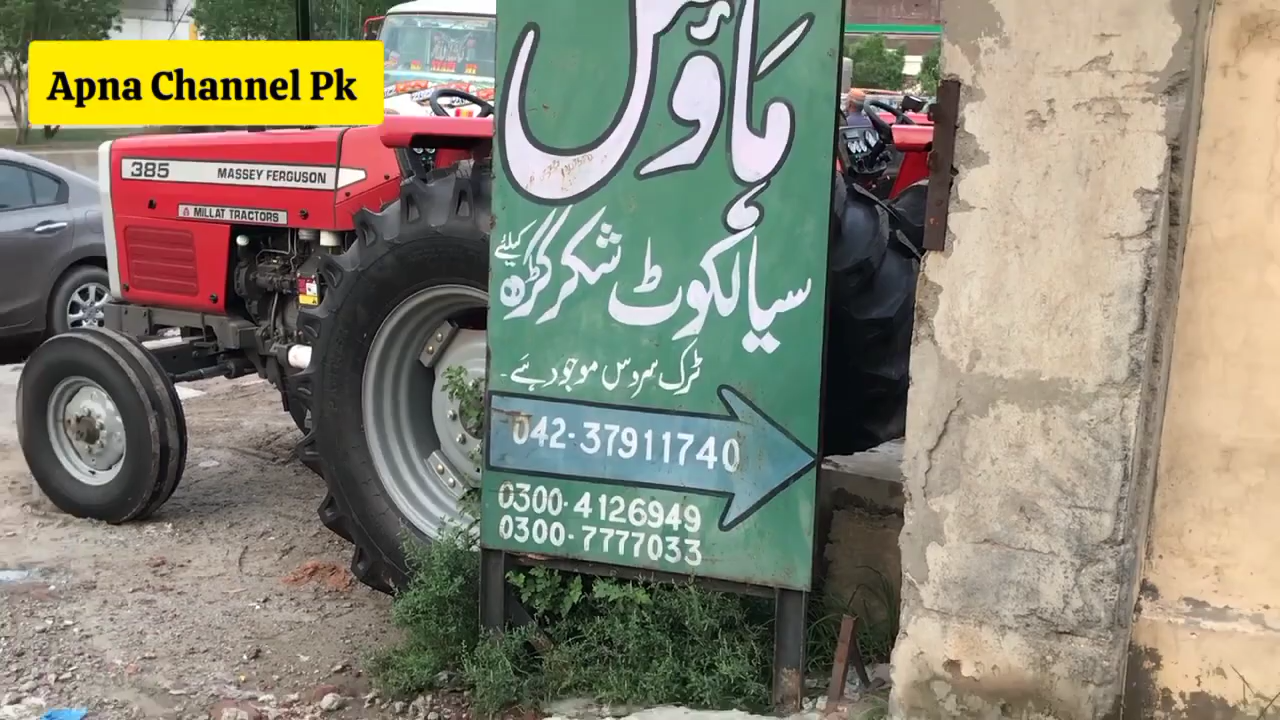 Apna Channel Pk
385 MASSEY FERGUSON
MILLAT TRACTORS
ہاؤس
سیالکوٹ شکرگڑھ کیلئے
ٹرک سروس موجود ہے۔
042-37911740
0300-4126949
0300-7777033